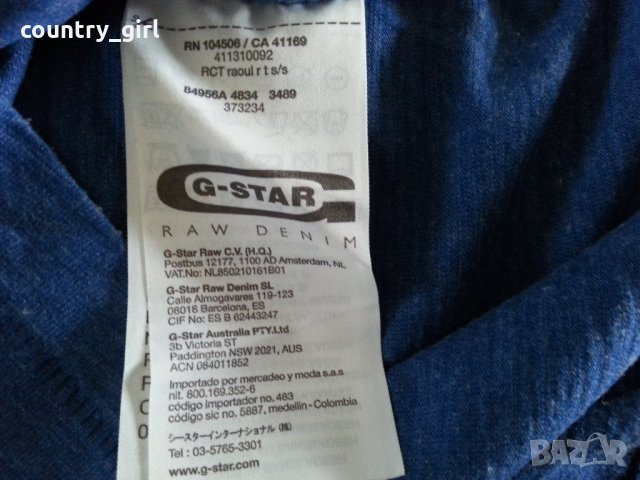 country_girl
RN 104506 / CA 41169
411310092
RCT raoul r t s/s
84956A 4834 3489
373234
G-STAR
RAW DENIM
G-Star Raw C.V. (H.Q.)
Postbus 12177, 1100 AD Amsterdam, NL
VAT.No: NL850210161B01
G-Star Raw Denim SL
Calle Almogavares 119-123
08018 Barcelona, ES
CIF No: ES B 62443247
G-Star Australia PTY.Ltd
3b Victoria ST
Paddington NSW 2021, AUS
ACN 084011852
Importado por mercadeo y moda s.a.s
nit. 800.169.352-6
código importador no. 483
código sic no. 5887, medellin - Colombia
ジースターインターナショナル (株)
Tel: 03-5765-3301
www.g-star.com
BAZAR